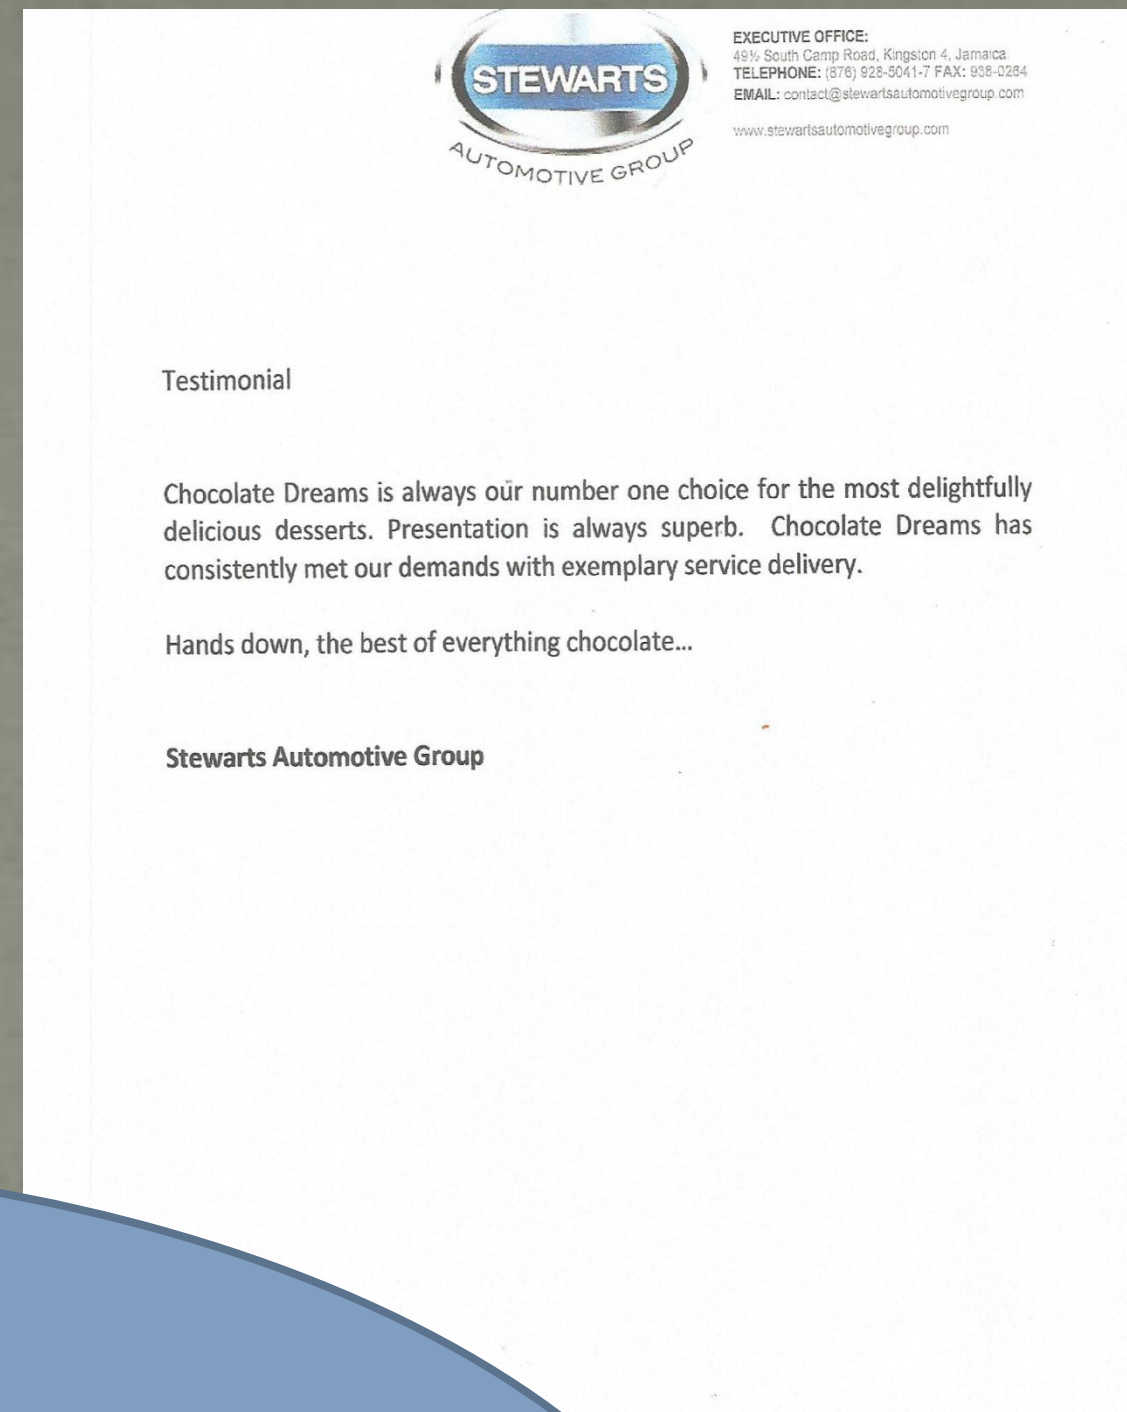 STEWARTS
AUTOMOTIVE GROUP
EXECUTIVE OFFICE:
49½ South Camp Road, Kingston 4, Jamaica.
TELEPHONE: (876) 928-5041-7 FAX: 938-0264
EMAIL: contact@stewartsautomotivegroup.com
www.stewartsautomotivegroup.com
Testimonial
Chocolate Dreams is always our number one choice for the most delightfully
delicious desserts. Presentation is always superb. Chocolate Dreams has
consistently met our demands with exemplary service delivery.
Hands down, the best of everything chocolate...
Stewarts Automotive Group